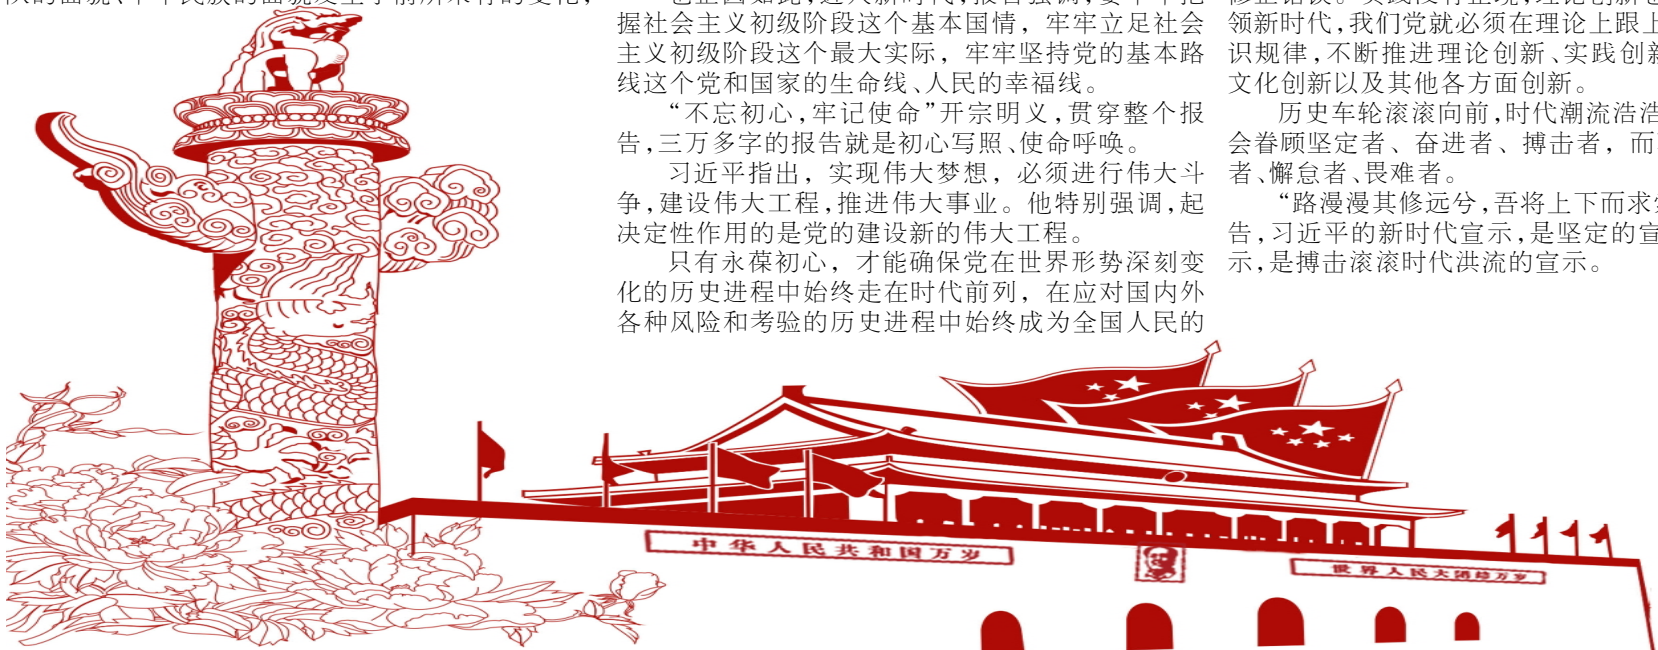 也正因如此,进入新时代,报告强调,要牢牢把
握社会主义初级阶段这个基本国情，牢牢立足社会
主义初级阶段这个最大实际，牢牢坚持党的基本路
线这个党和国家的生命线、人民的幸福线。
“不忘初心,牢记使命”开宗明义,贯穿整个报
告,三万多字的报告就是初心写照、使命呼唤。
习近平指出，实现伟大梦想，必须进行伟大斗
争,建设伟大工程,推进伟大事业。他特别强调,起
决定性作用的是党的建设新的伟大工程。
只有永葆初心，才能确保党在世界形势深刻变
化的历史进程中始终走在时代前列，在应对国内外
各种风险和考验的历史进程中始终成为全国人民的
领新时代,我们党就必须在理论上跟上
识规律,不断推进理论创新、实践创新
文化创新以及其他各方面创新。
历史车轮滚滚向前,时代潮流浩浩
会眷顾坚定者、奋进者、搏击者，而
者、懈怠者、畏难者。
“路漫漫其修远兮,吾将上下而求
告,习近平的新时代宣示,是坚定的宣
示,是搏击滚滚时代洪流的宣示。
中华人民共和国万岁
世界人民大团结万岁